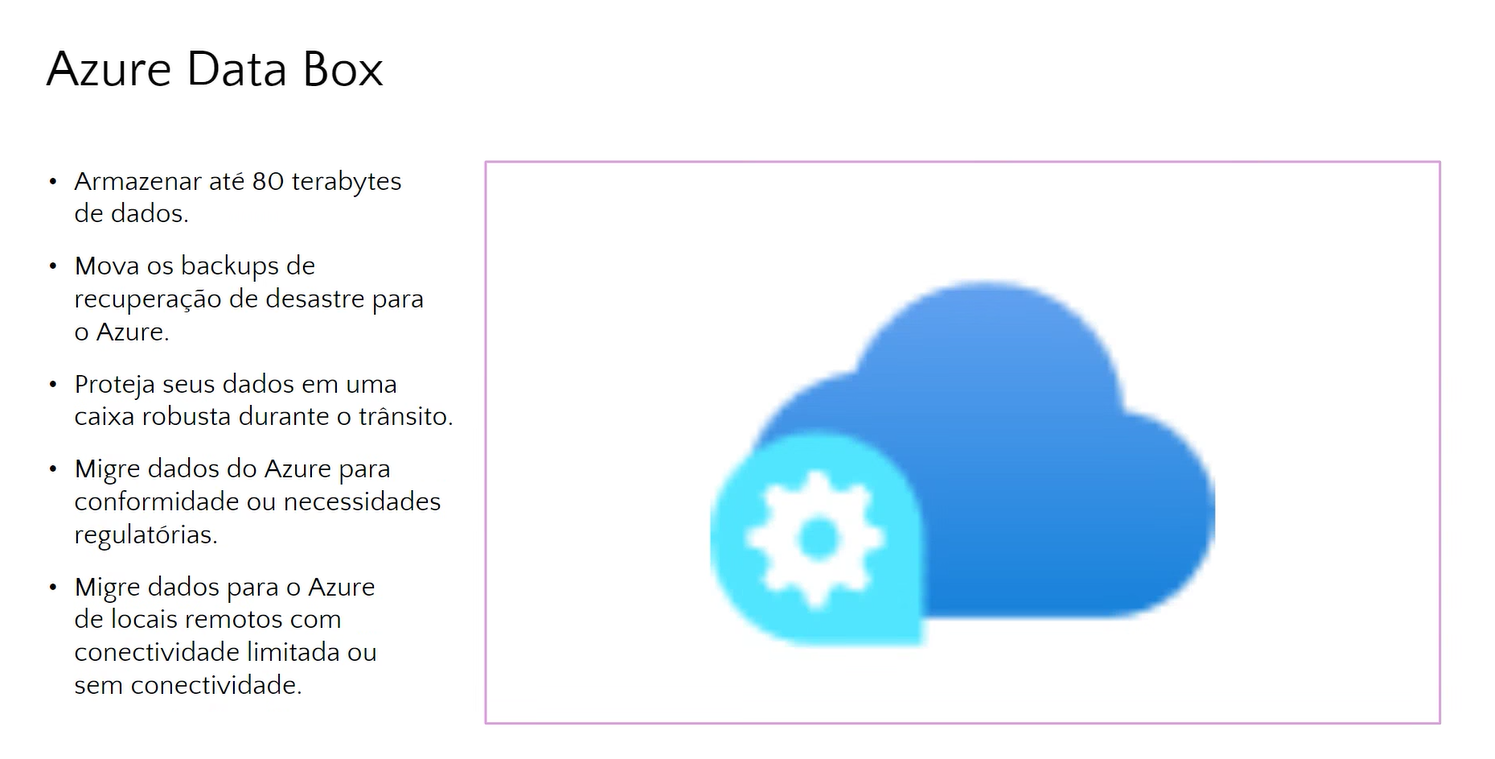 Azure Data Box
• Armazenar até 80 terabytes
de dados.
• Mova os backups de
recuperação de desastre para
o Azure.
• Proteja seus dados em uma
caixa robusta durante o trânsito.
• Migre dados do Azure para
conformidade ou necessidades
regulatórias.
• Migre dados para o Azure
de locais remotos com
conectividade limitada ou
sem conectividade.